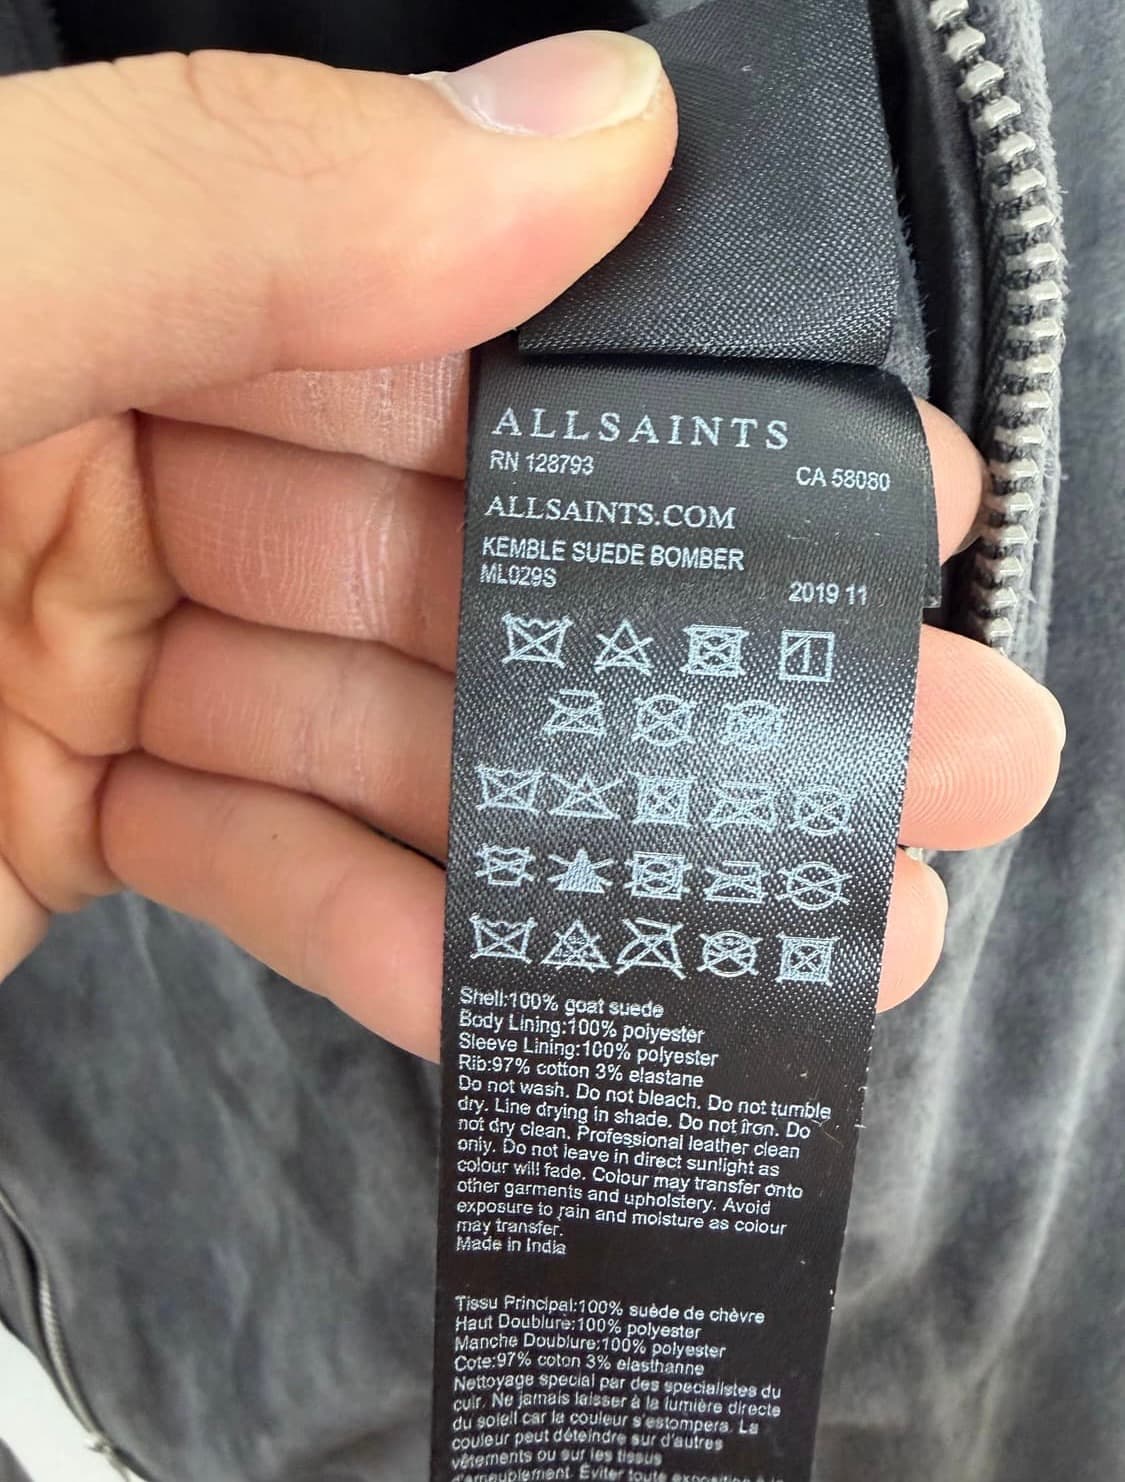 ALLSAINTS
RN 128793
CA 58080
ALLSAINTS.COM
KEMBLE SUEDE BOMBER
ML029S
2019 11
Shell:100% goat suede
Body Lining:100% polyester
Sleeve Lining:100% polyester
Rib:97% cotton 3% elastane
Do not wash. Do not bleach. Do not tumble
dry. Line drying in shade. Do not iron. Do
not dry clean. Professional leather clean
only. Do not leave in direct sunlight as
colour will fade. Colour may transfer onto
other garments and upholstery. Avoid
exposure to rain and moisture as colour
may transfer.
Made in India
Tissu Principal:100% suède de chèvre
Haut Doublure:100% polyester
Manche Doublure:100% polyester
Cote:97% coton 3% elasthanne
Nettoyage special par des specialistes du
cuir. Ne jamais laisser à la lumière directe
du soleil car la couleur s'estompera. La
couleur peut déteindre sur d'autres
vêtements ou sur les tissus
d'ameublement. Eviter toute